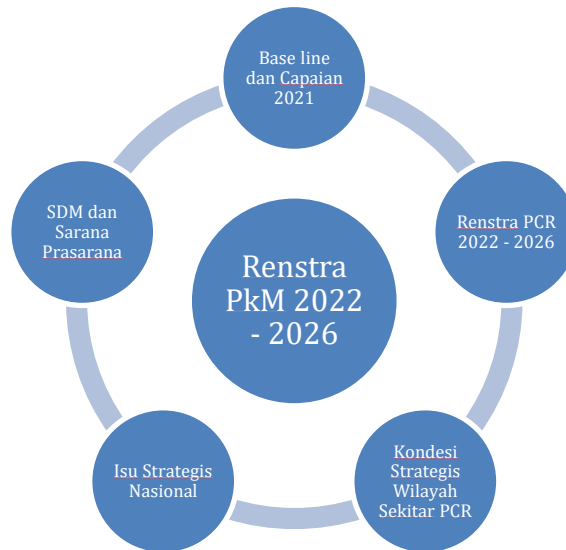 Base line
dan Capaian
2021
Renstra PCR
2022 - 2026
Kondesi
Strategis
Wilayah
Sekitar PCR
Isu Strategis
Nasional
SDM dan
Sarana
Prasarana
Renstra
PkM 2022
- 2026